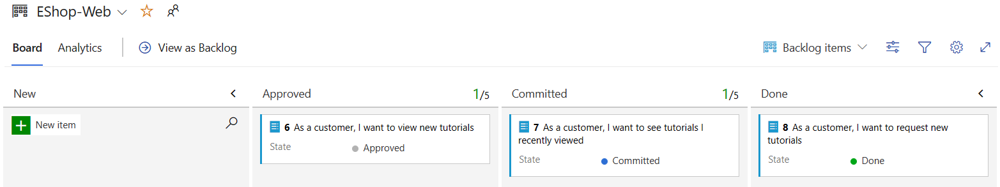 EShop-Web
Board Analytics View as Backlog Backlog items
New Approved 1/5 Committed 1/5 Done
New item
6 As a customer, I want to view new tutorials
State Approved
7 As a customer, I want to see tutorials I
recently viewed
State Committed
8 As a customer, I want to request new
tutorials
State Done